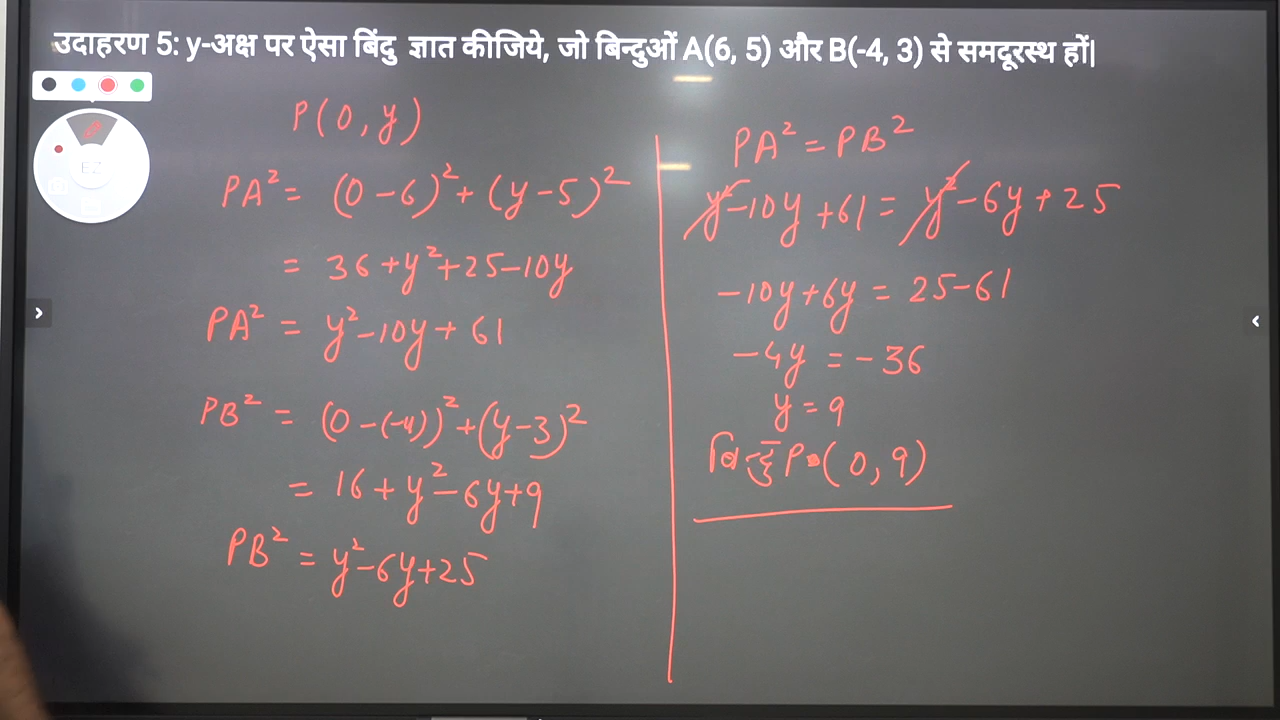 उदाहरण 5: y-अक्ष पर ऐसा बिंदु ज्ञात कीजिये, जो बिन्दुओं A(6, 5) और B(-4, 3) से समदूरस्थ हों|
P(0, y)
PA² = (0-6)² + (y-5)²
= 36 + y² + 25 - 10y
PA² = y² - 10y + 61
PB² = (0-(-4))² + (y-3)²
= 16 + y² - 6y + 9
PB² = y² - 6y + 25
PA² = PB²
y² - 10y + 61 = y² - 6y + 25
-10y + 6y = 25 - 61
-4y = -36
y = 9
बिन्दु P (0, 9)